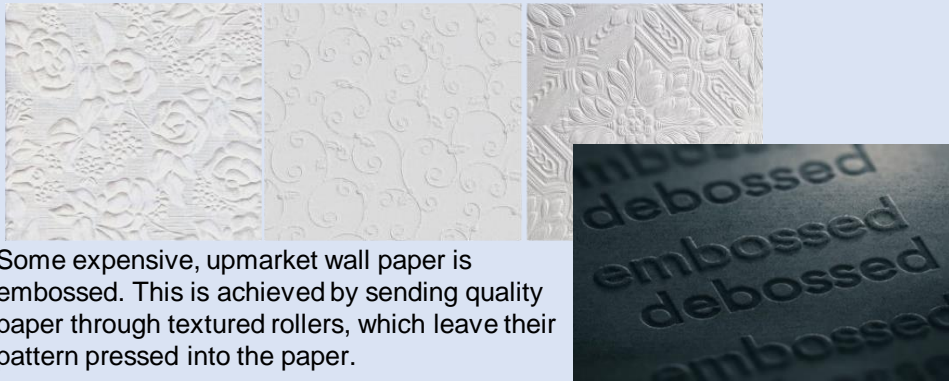 Some expensive, upmarket wall paper is
embossed. This is achieved by sending quality
paper through textured rollers, which leave their
pattern pressed into the paper.
debossed
embossed
debossed
embossed